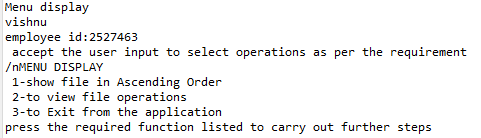 Menu display
vishnu
employee id:2527463
 accept the user input to select operations as per the requirement
/nMENU DISPLAY
 1-show file in Ascending Order
 2-to view file operations
 3-to Exit from the application
press the required function listed to carry out further steps